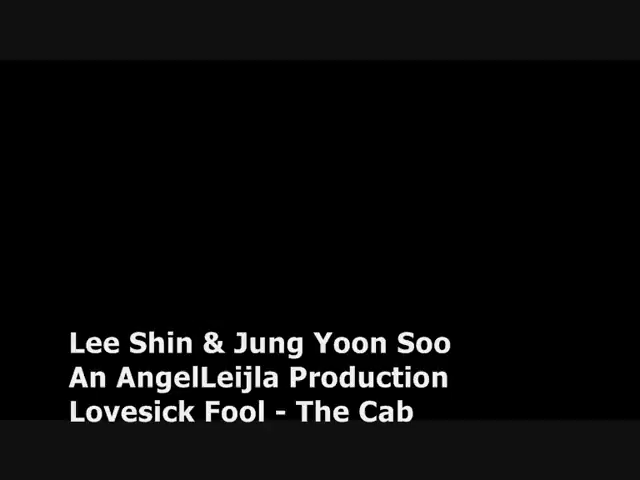 Lee Shin & Jung Yoon Soo
An AngelLeijla Production
Lovesick Fool - The Cab